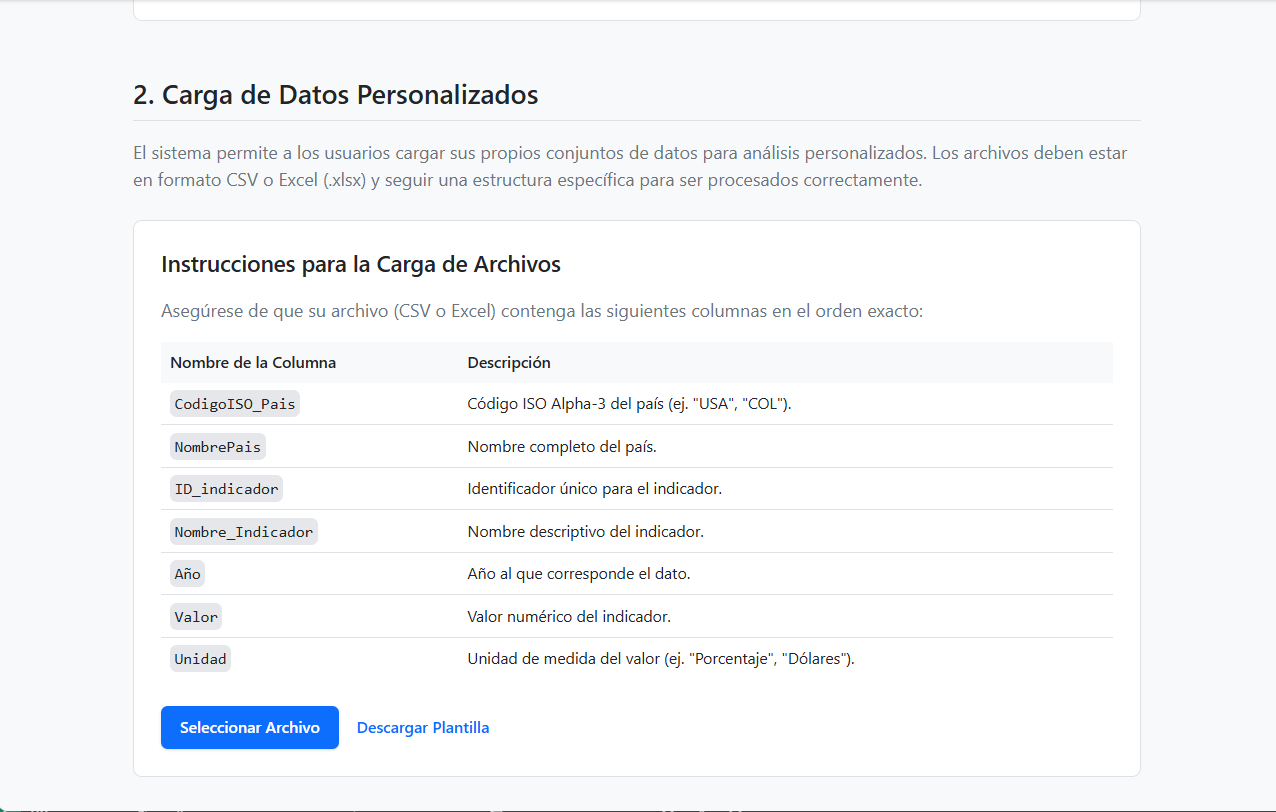 2. Carga de Datos Personalizados
El sistema permite a los usuarios cargar sus propios conjuntos de datos para análisis personalizados. Los archivos deben estar
en formato CSV o Excel (.xlsx) y seguir una estructura específica para ser procesados correctamente.
Instrucciones para la Carga de Archivos
Asegúrese de que su archivo (CSV o Excel) contenga las siguientes columnas en el orden exacto:
Nombre de la Columna Descripción
CodigoISO_Pais Código ISO Alpha-3 del país (ej. "USA", "COL").
NombrePais Nombre completo del país.
ID_indicador Identificador único para el indicador.
Nombre_Indicador Nombre descriptivo del indicador.
Año Año al que corresponde el dato.
Valor Valor numérico del indicador.
Unidad Unidad de medida del valor (ej. "Porcentaje", "Dólares").
Seleccionar Archivo Descargar Plantilla